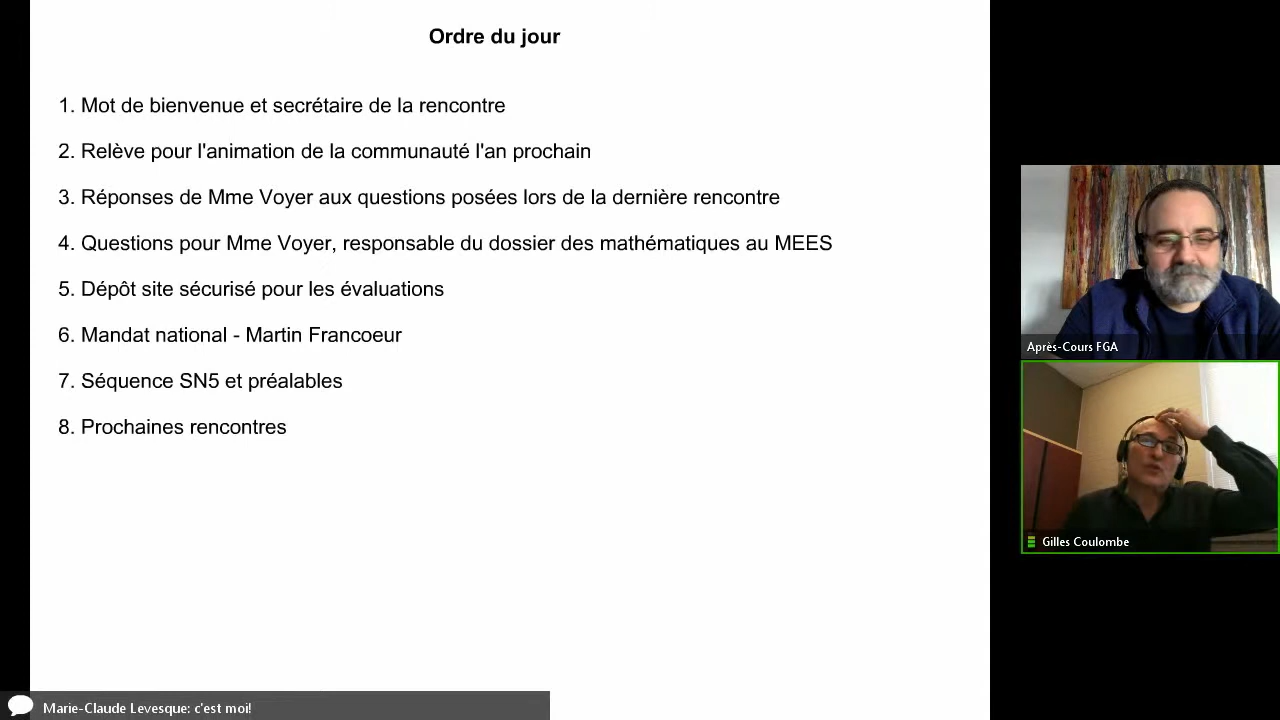 Ordre du jour
1. Mot de bienvenue et secrétaire de la rencontre
2. Relève pour l'animation de la communauté l'an prochain
3. Réponses de Mme Voyer aux questions posées lors de la dernière rencontre
4. Questions pour Mme Voyer, responsable du dossier des mathématiques au MEES
5. Dépôt site sécurisé pour les évaluations
6. Mandat national - Martin Francoeur
7. Séquence SN5 et préalables
8. Prochaines rencontres
Après-Cours FGA
Gilles Coulombe
Marie-Claude Levesque: c'est moi!